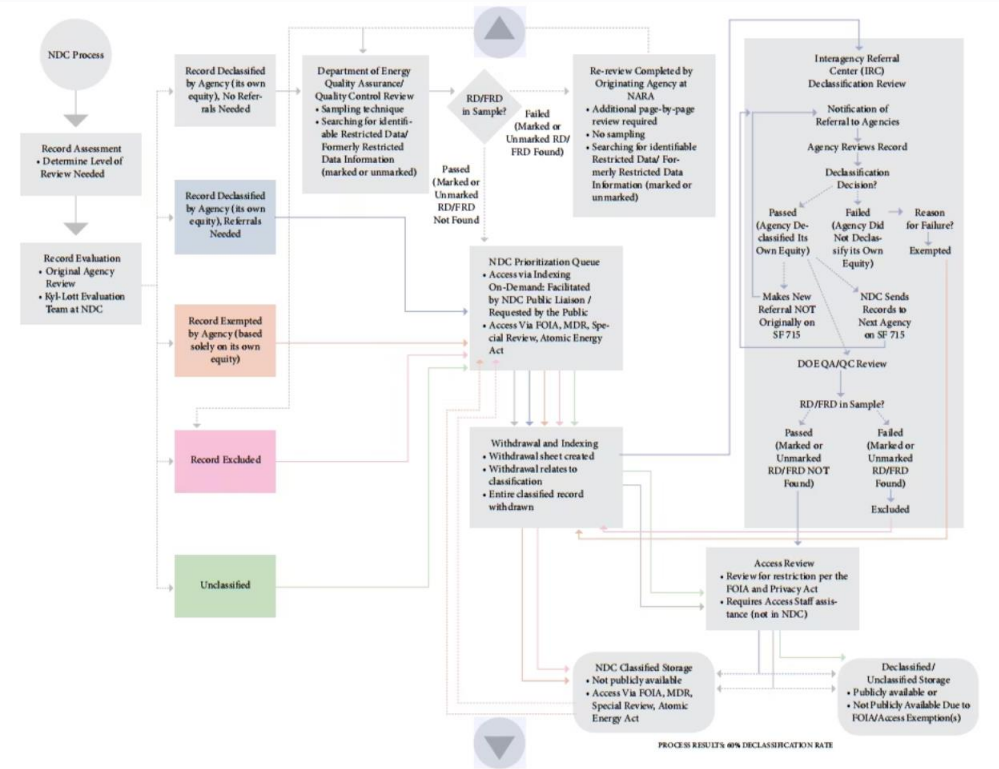 NDC Process
Record Assessment
• Determine Level of
Review Needed
Record Evaluation
• Original Agency
Review
• Kyl-Lott Evaluation
Team at NDC
Record Declassified
by Agency (its own
equity), No Refer-
rals Needed
Record Declassified
by Agency (its own
equity), Referrals
Needed
Record Exempted
by Agency (based
solely on its own
equity)
Record Excluded
Unclassified
Department of Energy
Quality Assurance/
Quality Control Review
• Sampling technique
• Searching for identifi-
able Restricted Data/
Formerly Restricted
Data Information
(marked or unmarked)
RD/FRD
in Sample?
Failed
(Marked or
Unmarked RD/
FRD Found)
Passed
(Marked or
Unmarked
RD/FRD
Not Found)
Re-review Completed by
Originating Agency at
NARA
• Additional page-by-page
review required
• No sampling
• Searching for identifiable
Restricted Data/ For-
merly Restricted Data
Information (marked or
unmarked)
NDC Prioritization Queue
• Access via Indexing
On-Demand: Facilitated
by NDC Public Liaison /
Requested by the Public
• Access Via FOIA, MDR, Spe-
cial Review, Atomic Energy
Act
Withdrawal and Indexing
• Withdrawal sheet created
• Withdrawal relates to
classification
• Entire classified record
withdrawn
Interagency Referral
Center (IRC)
Declassification Review
Notification of
Referral to Agencies
Agency Reviews Record
Declassification
Decision?
Passed
(Agency De-
classified Its
Own Equity)
Failed
(Agency Did
Not Declas-
sify its Own
Equity)
Reason
for Failure?
Exempted
Makes New
Referral NOT
Originally on
SF 715
NDC Sends
Records to
Next Agency
on SF 715
DOE QA/QC Review
RD/FRD in Sample?
Passed
(Marked or
Unmarked
RD/FRD NOT
Found)
Failed
(Marked or
Unmarked
RD/FRD
Found)
Excluded
Access Review
• Review for restriction per the
FOIA and Privacy Act
• Requires Access Staff assis-
tance (not in NDC)
NDC Classified Storage
• Not publicly available
• Access Via FOIA, MDR,
Special Review, Atomic
Energy Act
Declassified/
Unclassified Storage
• Publicly available or
• Not Publicly Available Due to
FOIA/Access Exemption(s)
PROCESS RESULTS: 60% DECLASSIFICATION RATE